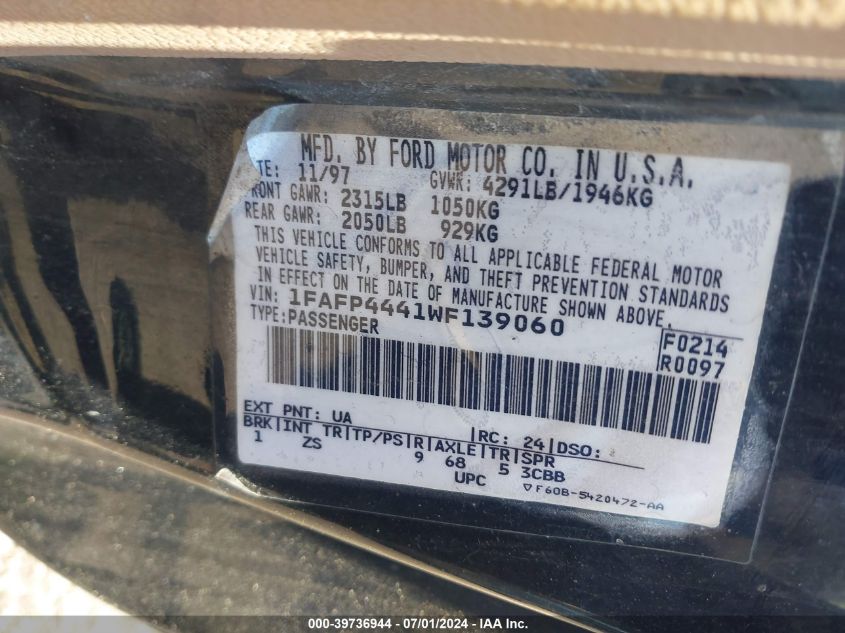 MFD. BY FORD MOTOR CO. IN U.S.A.
TE: 11/97 GVWR: 4291LB/1946KG
FRONT GAWR: 2315LB 1050KG
REAR GAWR: 2050LB 929KG
THIS VEHICLE CONFORMS TO ALL APPLICABLE FEDERAL MOTOR
VEHICLE SAFETY, BUMPER, AND THEFT PREVENTION STANDARDS
IN EFFECT ON THE DATE OF MANUFACTURE SHOWN ABOVE.
VIN: 1FAFP4441WF139060
TYPE:PASSENGER
F0214
R0097
EXT PNT: UA RC: 24 DSO:
BRK INT TR TP/PS R AXLE TR SPR
1 ZS 9 68 5 3CBB
UPC ▽F60B-5420472-AA
000-39736944 / 07/01/2024 - IAA Inc.